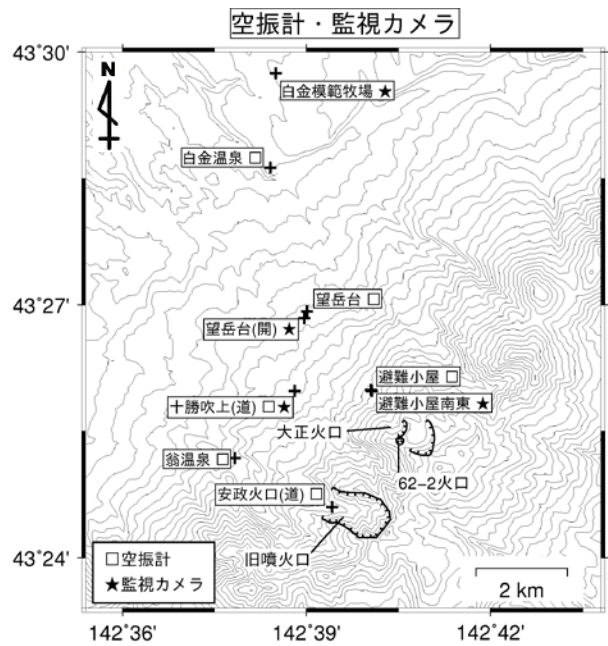 空振計・監視カメラ
43°30'
N
白金模範牧場 ★
白金温泉 □
43°27'
望岳台 □
望岳台(開) ★
避難小屋 □
十勝吹上(道) □★
避難小屋南東 ★
大正火口
翁温泉 □
62-2火口
安政火口(道) □
旧噴火口
43°24'
□空振計
★監視カメラ
2 km
142°36'
142°39'
142°42'